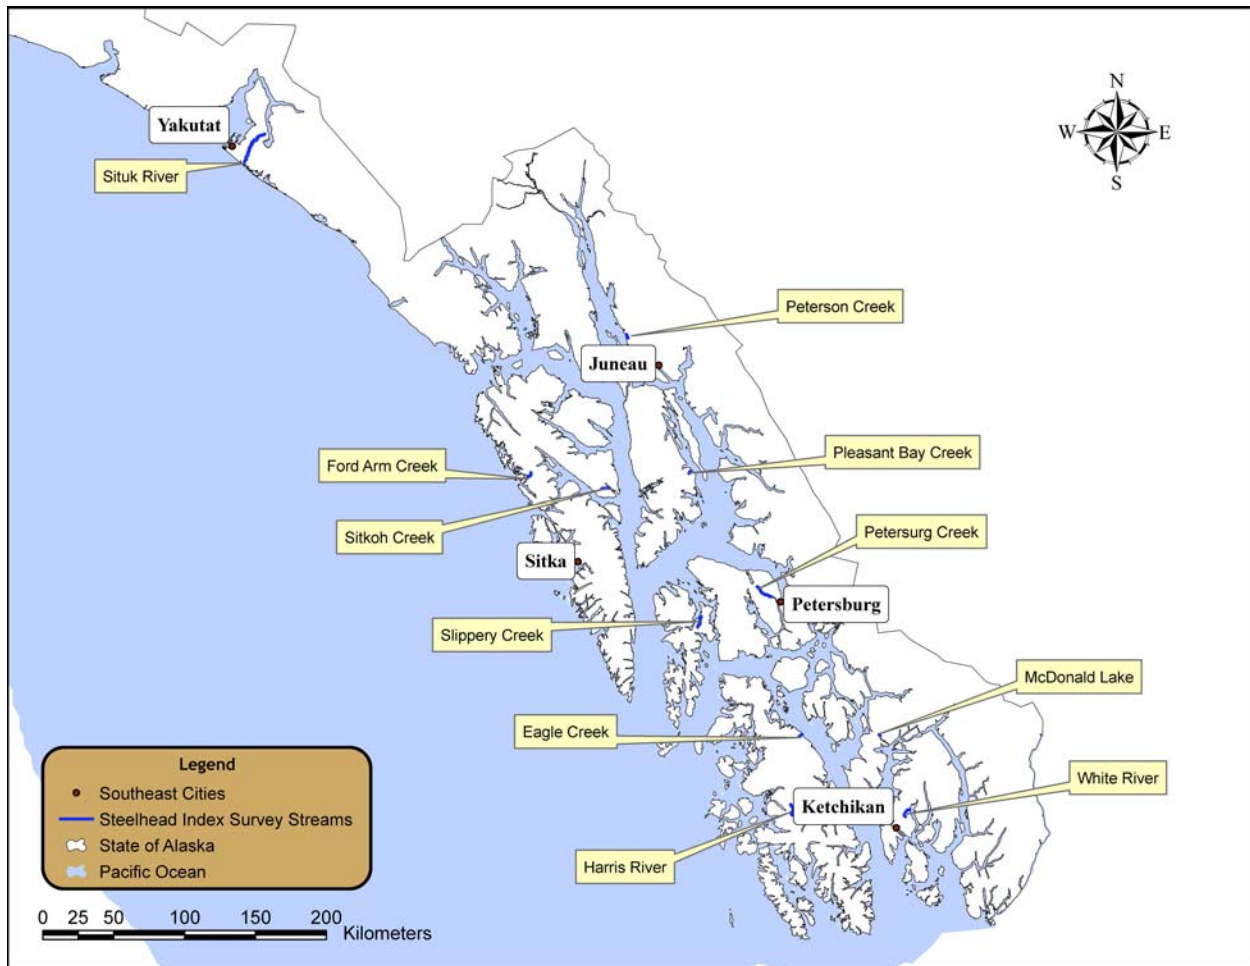 N
W E
S
Yakutat
Situk River
Peterson Creek
Juneau
Pleasant Bay Creek
Ford Arm Creek
Sitkoh Creek
Petersurg Creek
Sitka
Petersburg
Slippery Creek
McDonald Lake
Eagle Creek
White River
Ketchikan
Harris River
Legend
Southeast Cities
Steelhead Index Survey Streams
State of Alaska
Pacific Ocean
0 25 50 100 150 200
Kilometers